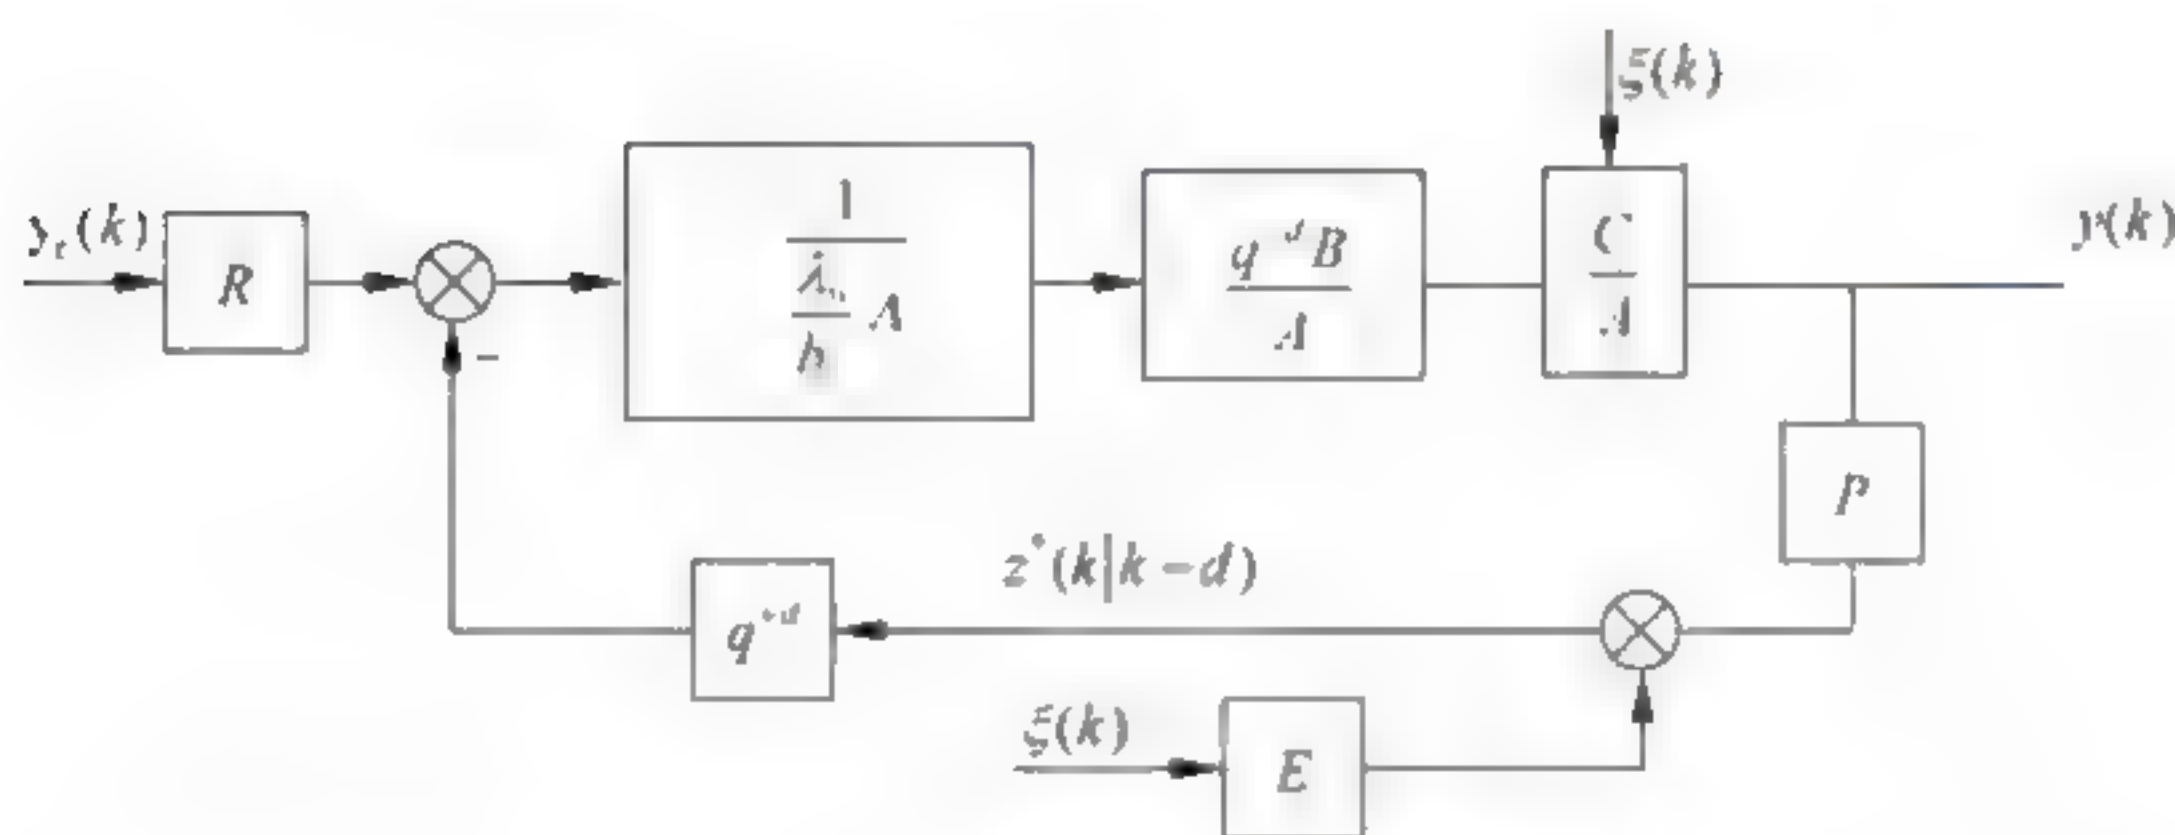 ξ(k)
y_r(k)
R
1
A
q^{-d}B
A
C
A
y(k)
-
P
z*(k|k-d)
q^{+d}
ξ(k)
E